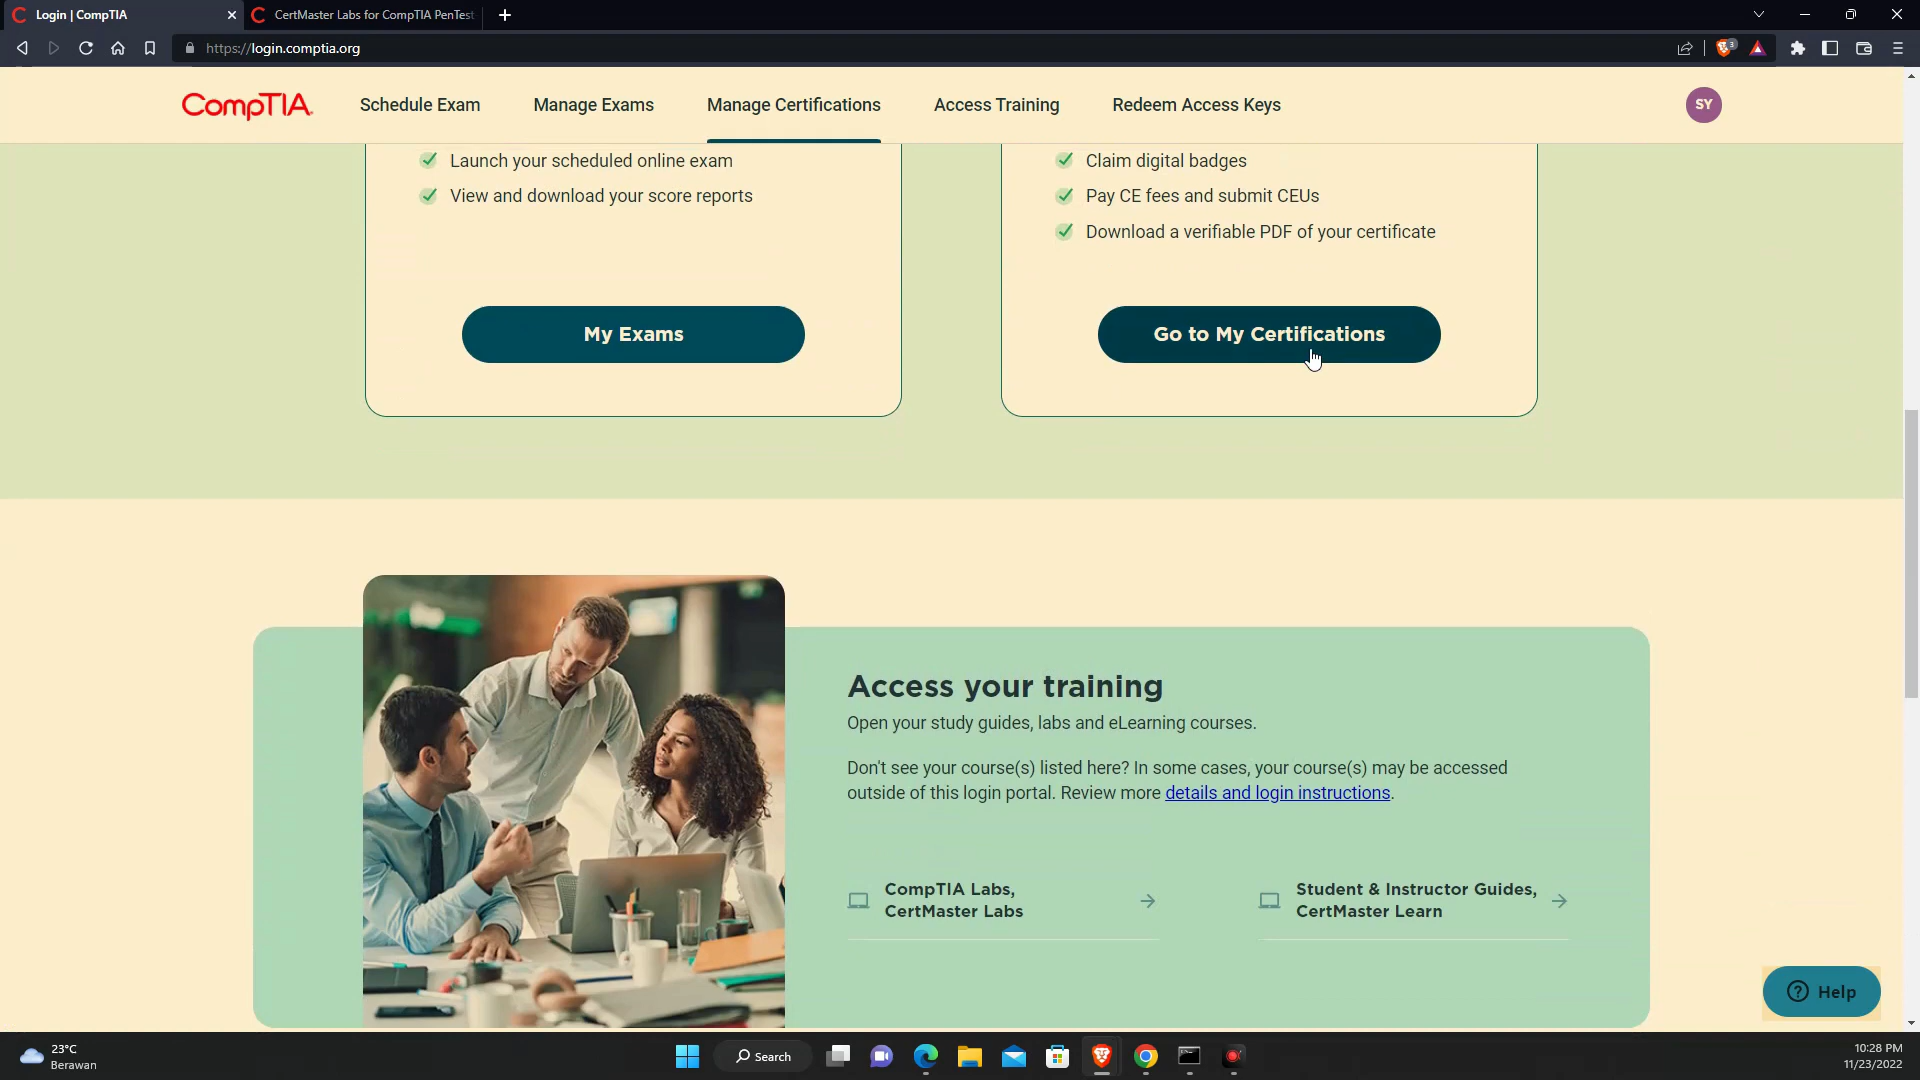 Login | CompTIA
CertMaster Labs for CompTIA PenTest
https://login.comptia.org
3
CompTIA.
Schedule Exam
Manage Exams
Manage Certifications
Access Training
Redeem Access Keys
SY
Launch your scheduled online exam
View and download your score reports
My Exams
Claim digital badges
Pay CE fees and submit CEUs
Download a verifiable PDF of your certificate
Go to My Certifications
Access your training
Open your study guides, labs and eLearning courses.
Don't see your course(s) listed here? In some cases, your course(s) may be accessed
outside of this login portal. Review more details and login instructions.
CompTIA Labs,
CertMaster Labs
Student & Instructor Guides,
CertMaster Learn
Help
23°C
Berawan
Search
10:28 PM
11/23/2022